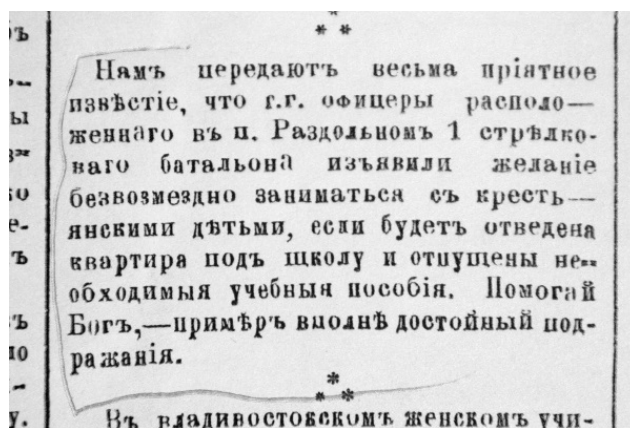 * *
Намъ передаютъ весьма пріятное
извѣстіе, что г.г. офицеры располо—
женнаго въ п. Раздольномъ 1 стрѣлко-
ваго батальона изъявили желаніе
безвозмездно заниматься съ кресть—
янскими дѣтьми, если будетъ отведена
квартира подъ школу и отпущены не-
обходимыя учебныя пособія. Помогай
Богъ,—примѣръ вполнѣ достойный под-
ражанія.
*
* *
Въ владивостокскомъ женскомъ учи-